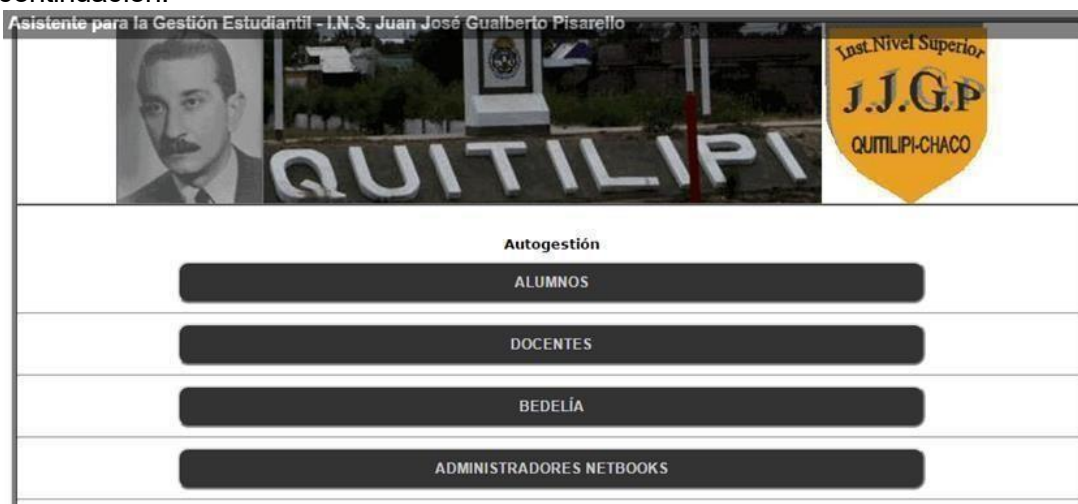 continuación.
Asistente para la Gestión Estudiantil - I.N.S. Juan José Gualberto Pisarello
Inst.Nivel Superior
J.J.G.P
QUITILIPI-CHACO
QUITILIPI
Autogestión
ALUMNOS
DOCENTES
BEDELÍA
ADMINISTRADORES NETBOOKS